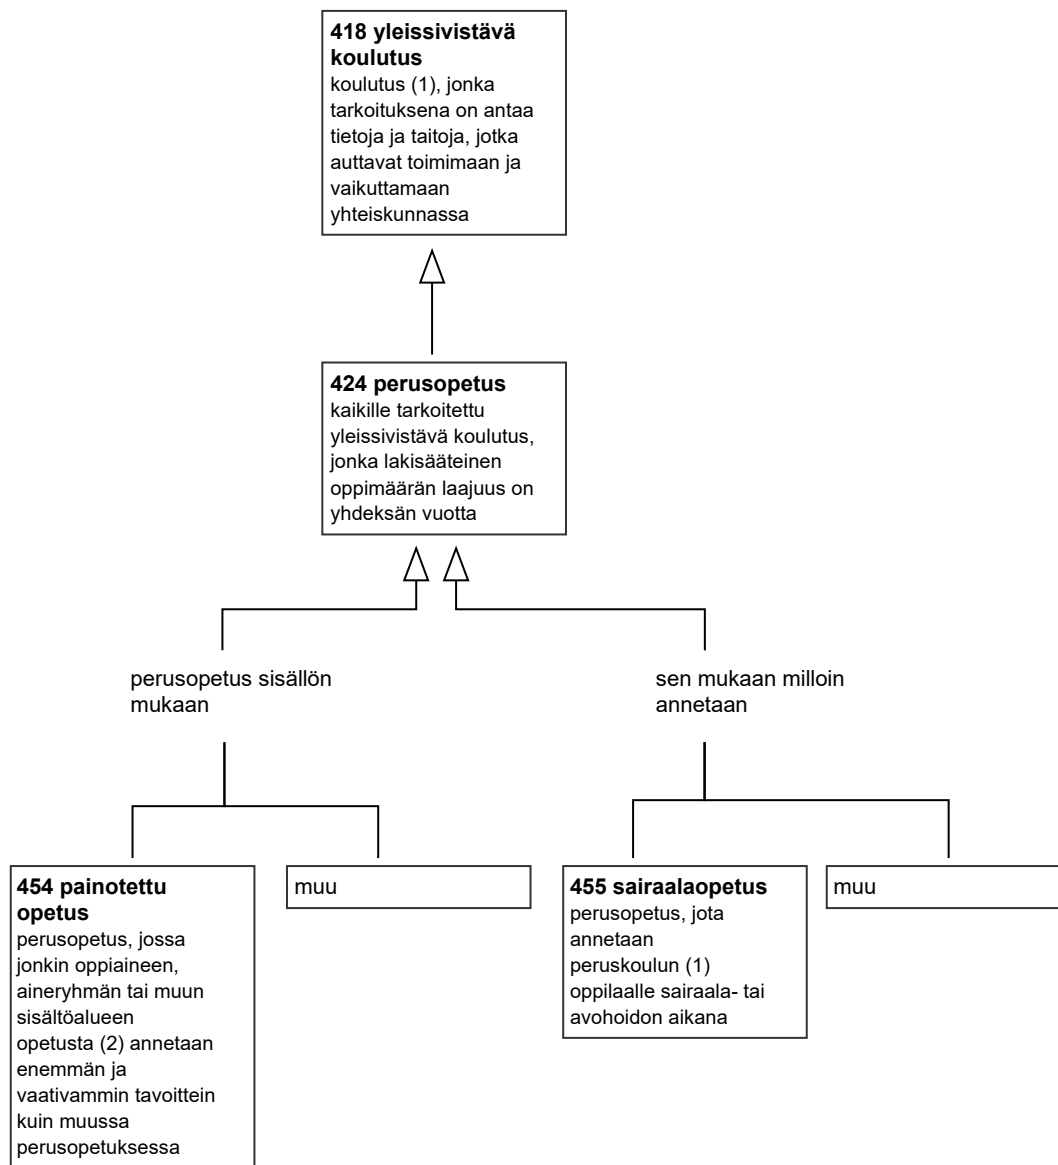 418 yleissivistävä
koulutus
koulutus (1), jonka
tarkoituksena on antaa
tietoja ja taitoja, jotka
auttavat toimimaan ja
vaikuttamaan
yhteiskunnassa
424 perusopetus
kaikille tarkoitettu
yleissivistävä koulutus,
jonka lakisääteinen
oppimäärän laajuus on
yhdeksän vuotta
perusopetus sisällön
mukaan
sen mukaan milloin
annetaan
454 painotettu
opetus
perusopetus, jossa
jonkin oppiaineen,
aineryhmän tai muun
sisältöalueen
opetusta (2) annetaan
enemmän ja
vaativammin tavoittein
kuin muussa
perusopetuksessa
muu
455 sairaalaopetus
perusopetus, jota
annetaan
peruskoulun (1)
oppilaalle sairaala- tai
avohoidon aikana
muu